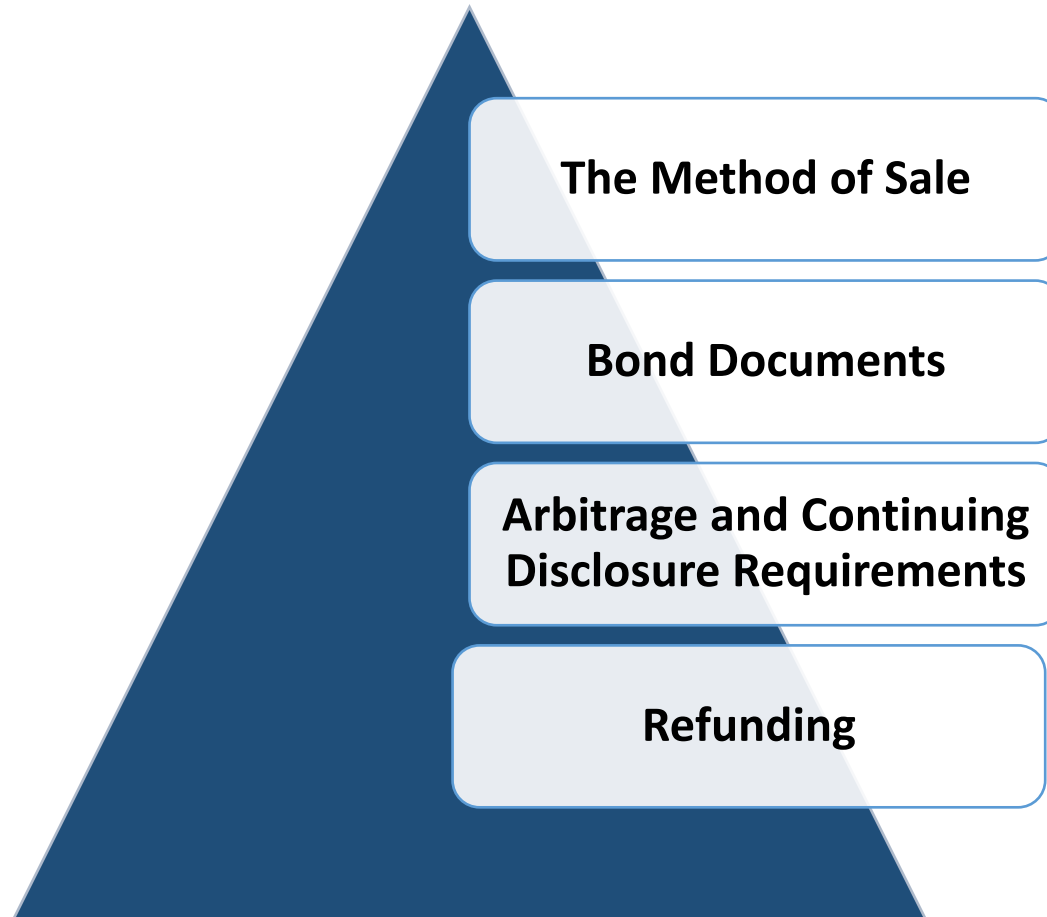 The Method of Sale
Bond Documents
Arbitrage and Continuing
Disclosure Requirements
Refunding